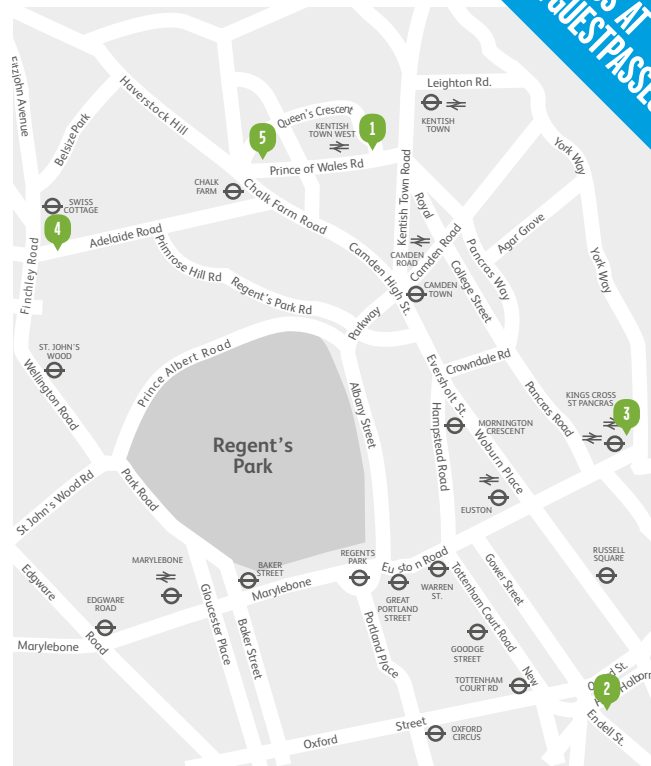 S AT
GUESTPASSES
Leighton Rd.
Fitzjohn Avenue
Haverstock Hill
Belsize Park
Queen's Crescent
KENTISH
TOWN WEST
KENTISH
TOWN
1
5
Prince of Wales Rd
York Way
CHALK
FARM
SWISS
COTTAGE
4
Adelaide Road
Chalk Farm Road
Kentish Town Road
Royal
College Street
CAMDEN
ROAD
Camden Road
Pancras Way
Agar Grove
York Way
Finchley Road
Primrose Hill Rd
Regent's Park Rd
Camden High St.
CAMDEN
TOWN
Parkway
ST. JOHN'S
WOOD
Wellington Road
Prince Albert Road
Albany Street
Eversholt St.
Crowndale Rd
Pancras Road
KINGS CROSS
ST PANCRAS
3
Regent's
Park
Hampstead Road
MORNINGTON
CRESCENT
Woburn Place
EUSTON
St John's Wood Rd
Park Road
MARYLEBONE
BAKER
STREET
REGENTS
PARK
Euston Road
WARREN
ST.
GREAT
PORTLAND
STREET
Gower Street
RUSSELL
SQUARE
Edgware
Road
EDGWARE
ROAD
Marylebone
Gloucester Place
Baker Street
Marylebone
Portland Place
Tottenham Court Road
GOODGE
STREET
TOTTENHAM
COURT RD
New
2
Holborn
Endell St.
Oxford
Street
OXFORD
CIRCUS